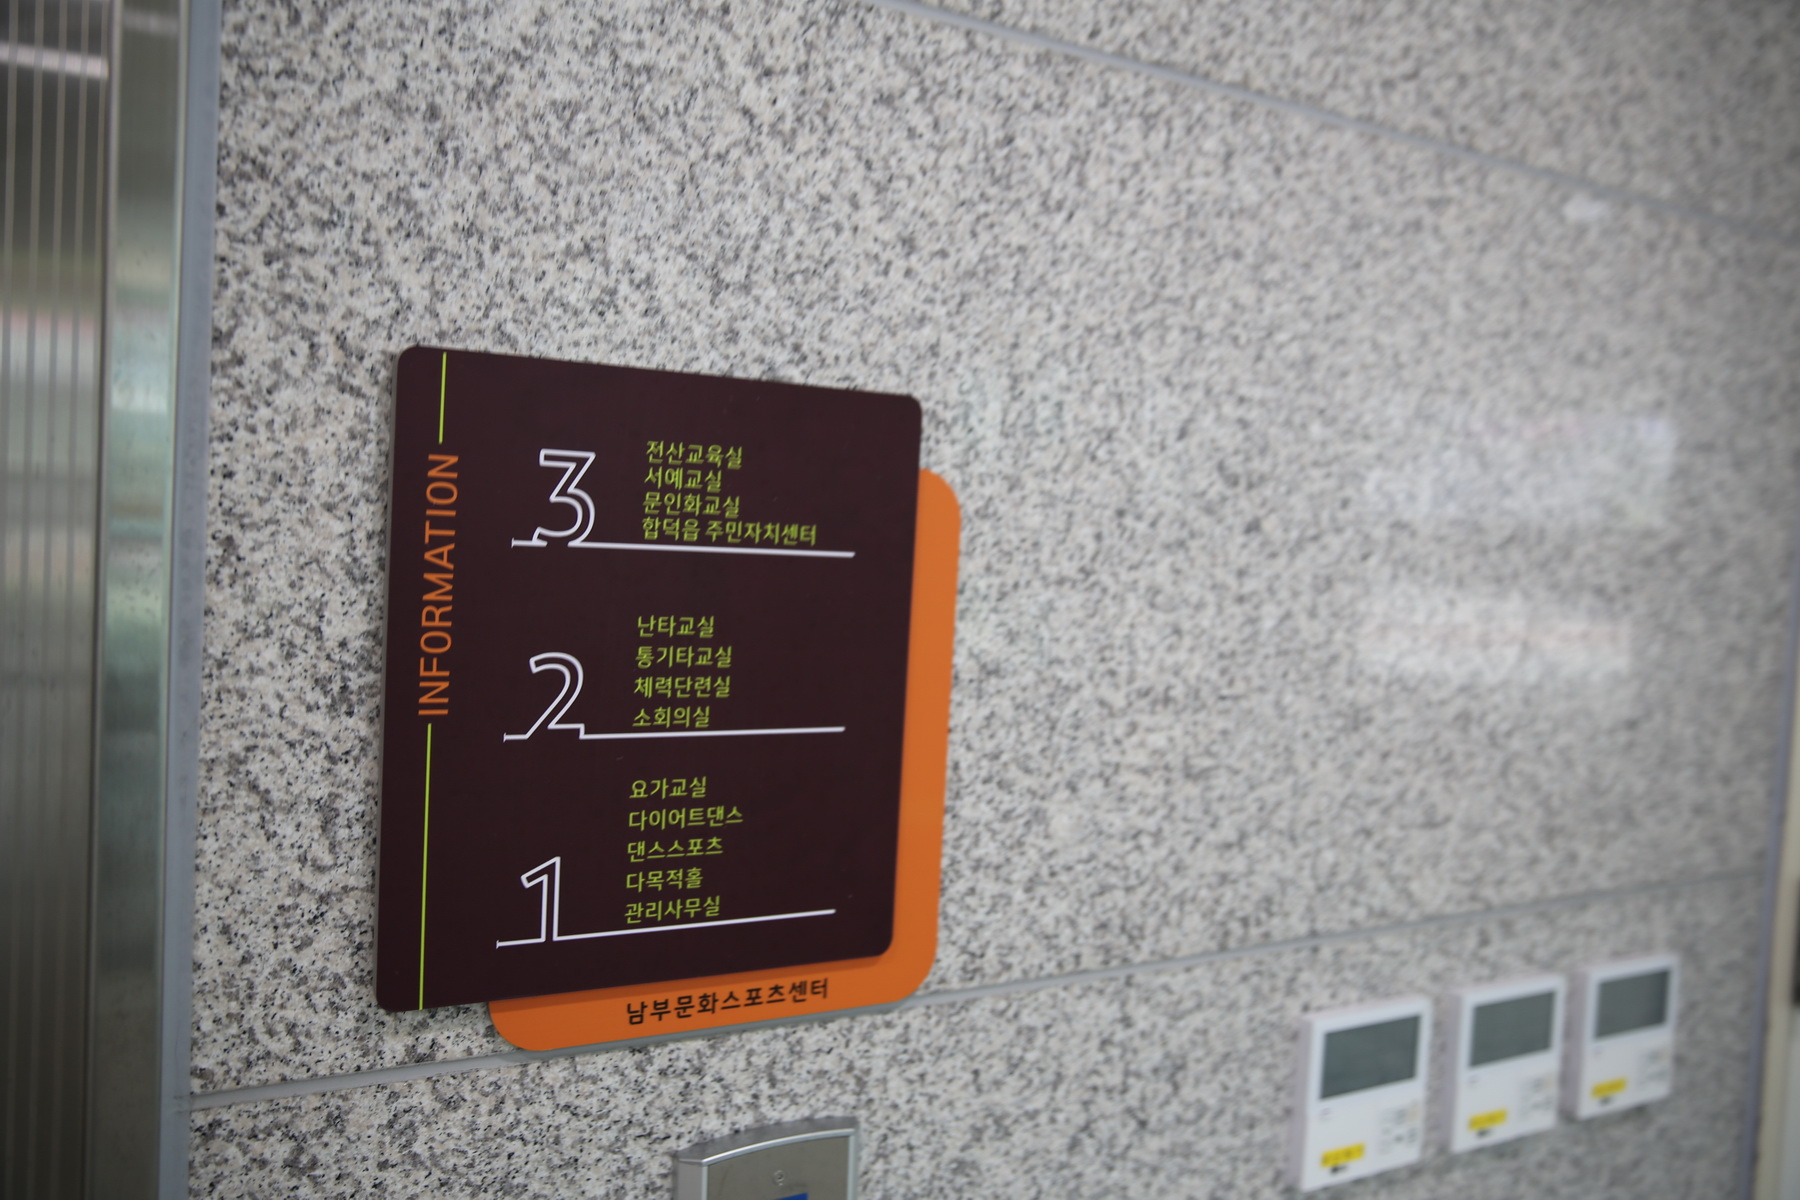 INFORMATION
3
전산교육실
서예교실
문인화교실
합덕읍 주민자치센터
2
난타교실
통기타교실
체력단련실
소회의실
1
요가교실
다이어트댄스
댄스스포츠
다목적홀
관리사무실
남부문화스포츠센터